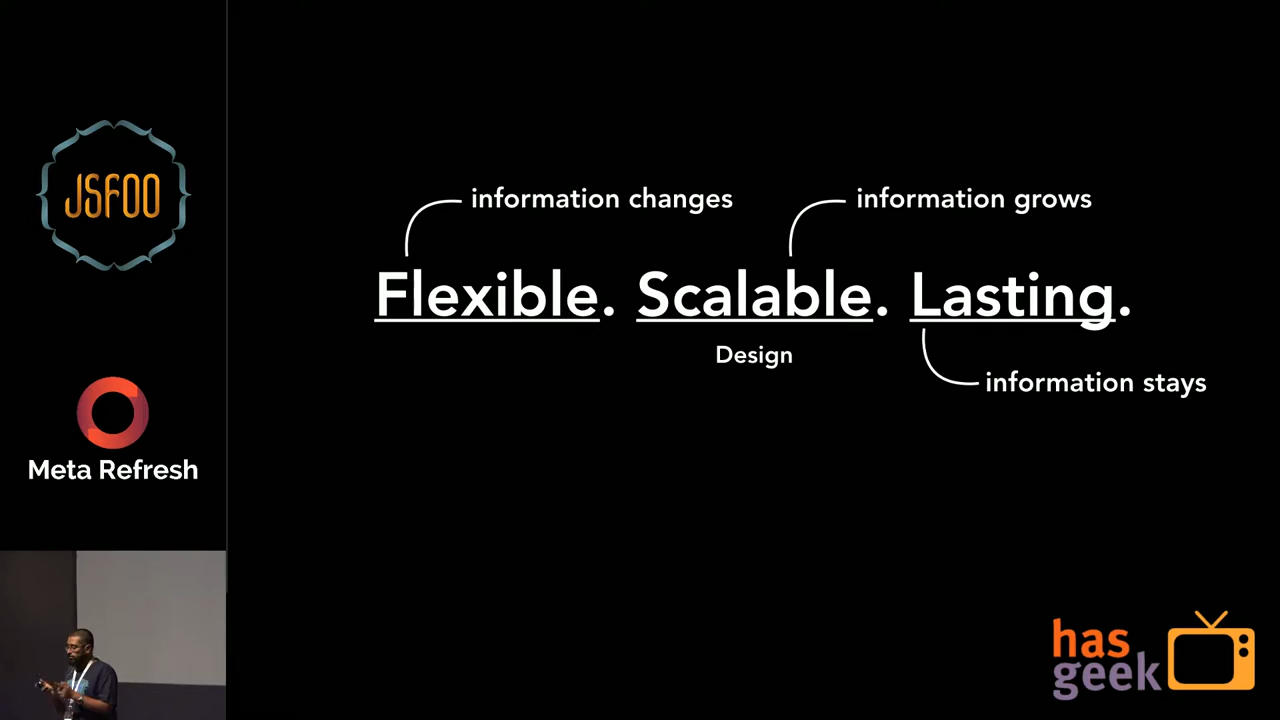 JSFOO
Meta Refresh
information changes
information grows
Flexible. Scalable. Lasting.
Design
information stays
has
geek